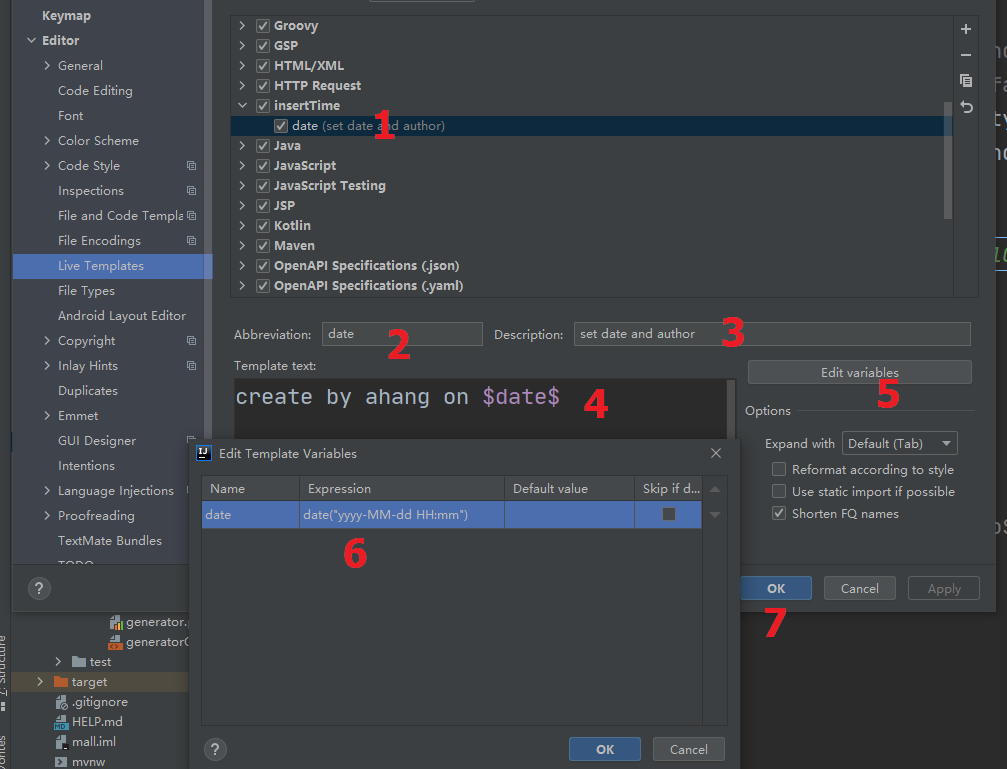 Keymap
Editor
General
Code Editing
Font
Color Scheme
Code Style
Inspections
File and Code Templa
File Encodings
Live Templates
File Types
Android Layout Editor
Copyright
Inlay Hints
Duplicates
Emmet
GUI Designer
Intentions
Language Injections
Proofreading
TextMate Bundles
TODO
?
Groovy
GSP
HTML/XML
HTTP Request
insertTime
date (set date and author)
1
Java
JavaScript
JavaScript Testing
JSP
Kotlin
Maven
OpenAPI Specifications (.json)
OpenAPI Specifications (.yaml)
Abbreviation: date
2
Description: set date and author
3
Template text:
create by ahang on $date$
4
Edit variables
5
Options
Expand with Default (Tab)
Reformat according to style
Use static import if possible
Shorten FQ names
OK Cancel Apply
7
Edit Template Variables
Name Expression Default value Skip if d...
date date("yyyy-MM-dd HH:mm")
6
? OK Cancel
generator.
generator
test
target
.gitignore
HELP.md
mall.iml
mvnw
7: Structure